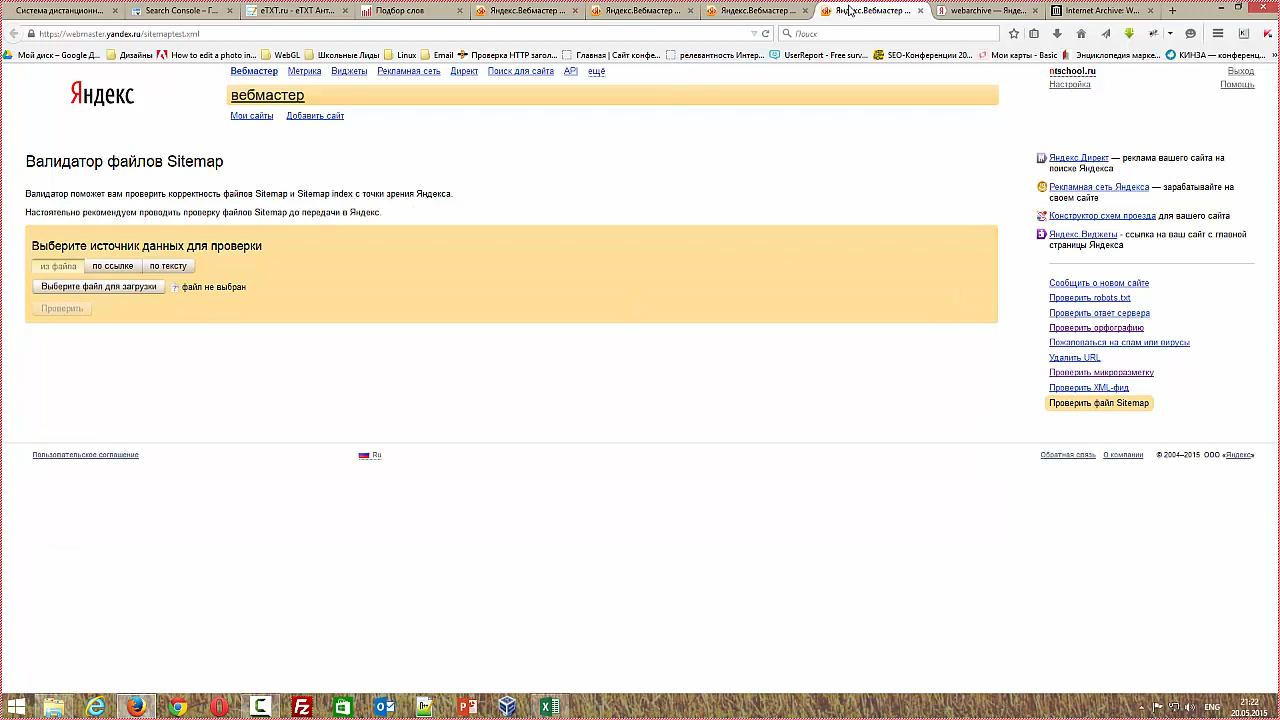 Система дистанционн...
Search Console – Г...
eTXT.ru - eTXT Ант...
Подбор слов
Яндекс.Вебмастер ...
Яндекс.Вебмастер ...
Яндекс.Вебмастер ...
Яндекс.Вебмастер ...
webarchive — Янде...
Internet Archive: W...
https://webmaster.yandex.ru/sitemaptest.xml
Поиск
Мой диск – Google Д...
Дизайны
How to edit a photo in...
WebGL
Школьные Лиды
Linux
Email
Проверка HTTP загол...
Главная | Сайт конфе...
релевантность Интер...
UserReport - Free surv...
SEO-Конференции 20...
Мои карты - Basic
Энциклопедия марке...
КИНЗА — конференц...
Вебмастер Метрика Виджеты Рекламная сеть Директ Поиск для сайта API ещё
ntschool.ru
Выход
Настройка
Помощь
Яндекс
вебмастер
Мои сайты Добавить сайт
Валидатор файлов Sitemap
Валидатор поможет вам проверить корректность файлов Sitemap и Sitemap index с точки зрения Яндекса.
Настоятельно рекомендуем проводить проверку файлов Sitemap до передачи в Яндекс.
Выберите источник данных для проверки
из файла по ссылке по тексту
Выберите файл для загрузки файл не выбран
Проверить
Яндекс.Директ — реклама вашего сайта на
поиске Яндекса
Рекламная сеть Яндекса — зарабатывайте на
своем сайте
Конструктор схем проезда для вашего сайта
Яндекс.Виджеты - ссылка на ваш сайт с главной
страницы Яндекса
Сообщить о новом сайте
Проверить robots.txt
Проверить ответ сервера
Проверить орфографию
Пожаловаться на спам или вирусы
Удалить URL
Проверить микроразметку
Проверить XML-фид
Проверить файл Sitemap
Пользовательское соглашение
Ru
Обратная связь О компании © 2004–2015 ООО «Яндекс»
ENG
21:22
20.05.2015